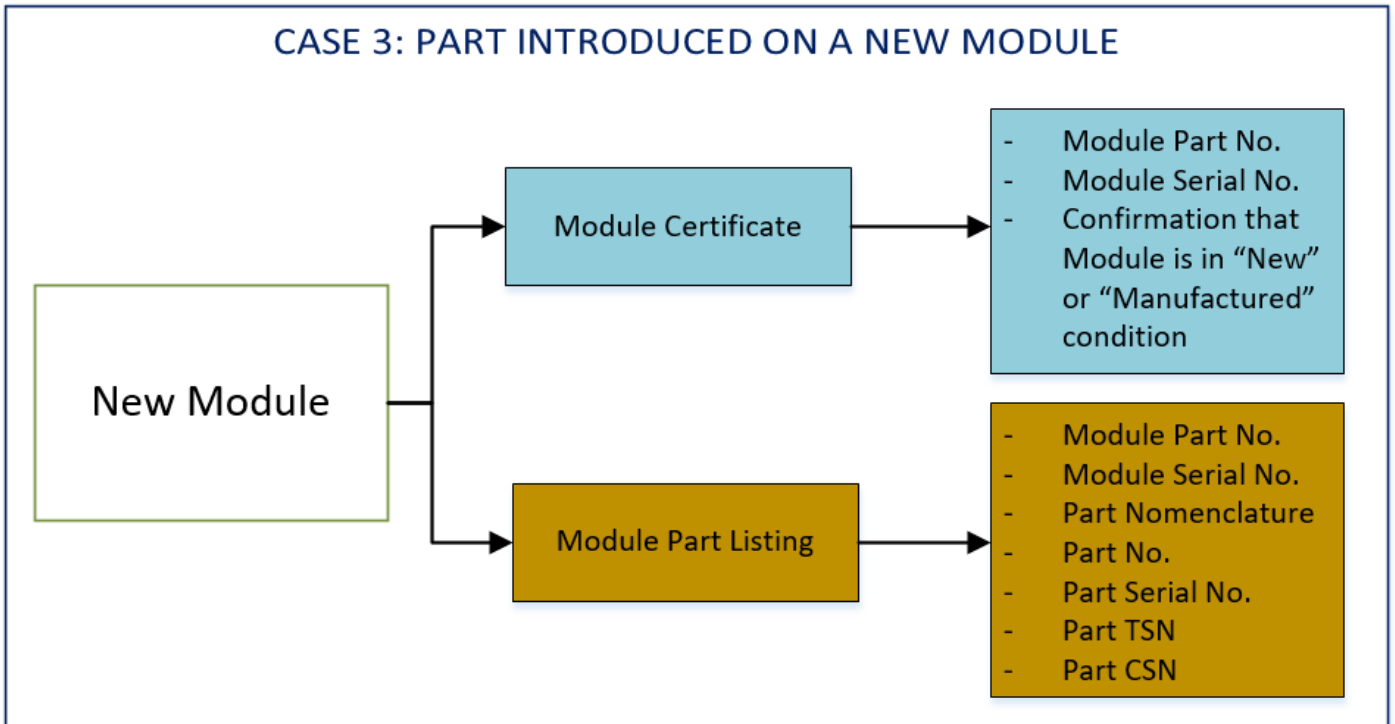 CASE 3: PART INTRODUCED ON A NEW MODULE
New Module
Module Certificate
- Module Part No.
- Module Serial No.
- Confirmation that
Module is in “New”
or “Manufactured”
condition
Module Part Listing
- Module Part No.
- Module Serial No.
- Part Nomenclature
- Part No.
- Part Serial No.
- Part TSN
- Part CSN